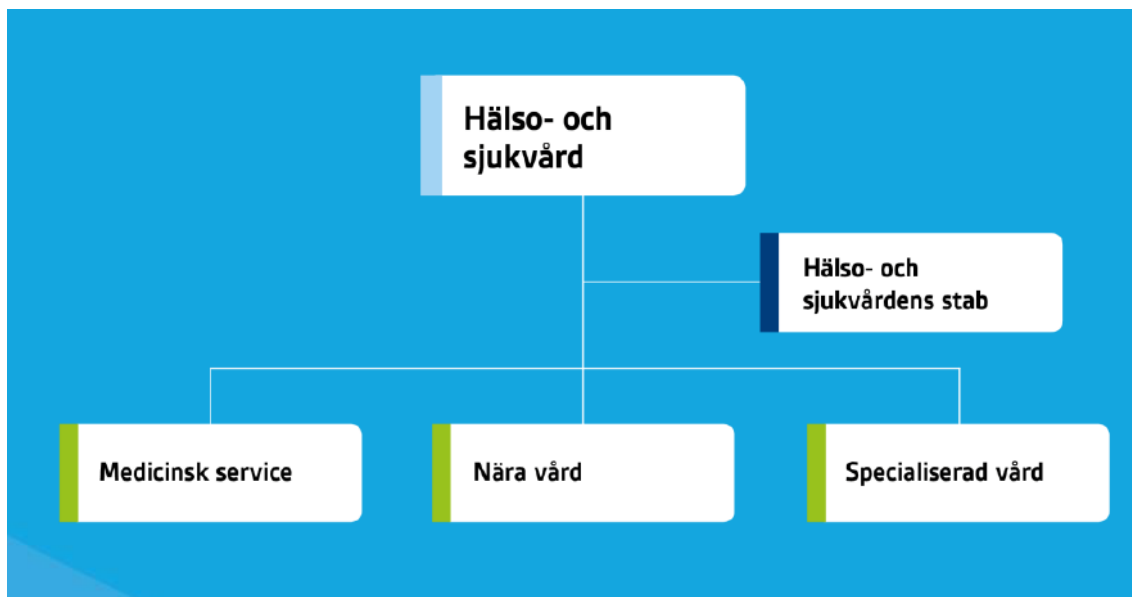 Hälso- och
sjukvård
Hälso- och
sjukvårdens stab
Medicinsk service
Nära vård
Specialiserad vård